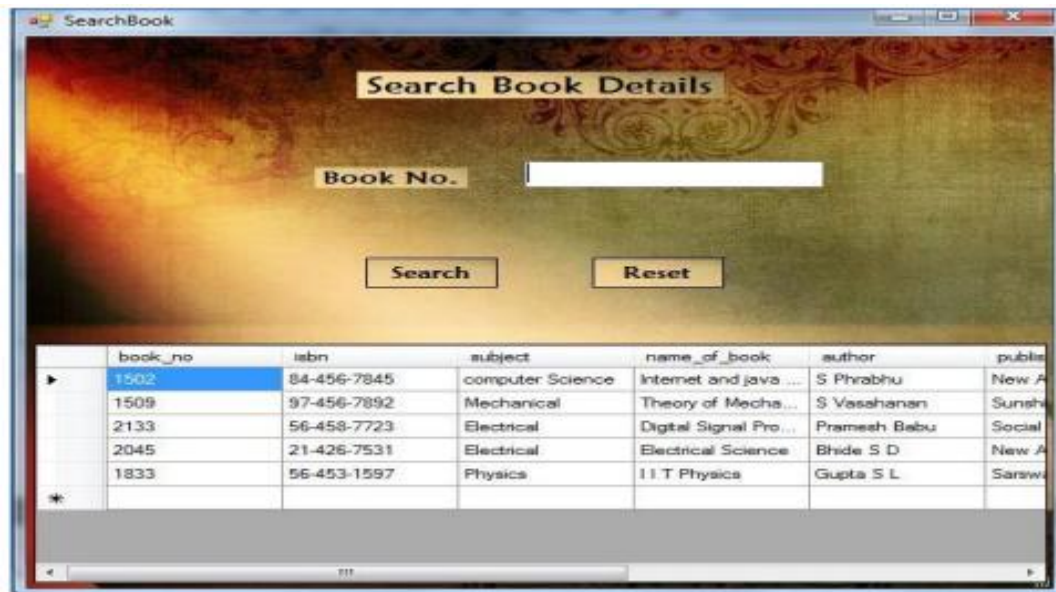 SearchBook
Search Book Details
Book No.
Search Reset
book_no isbn subject name_of_book author publis
1502 84-456-7845 computer Science Internet and java ... S Phrabhu New A
1509 97-456-7892 Mechanical Theory of Mecha... S Vasahanan Sunshi
2133 56-458-7723 Electrical Digital Signal Pro... Pramesh Babu Social
2045 21-426-7531 Electrical Electrical Science Bhide S D New A
1833 56-453-1597 Physics I I T Physics Gupta S L Sarswa